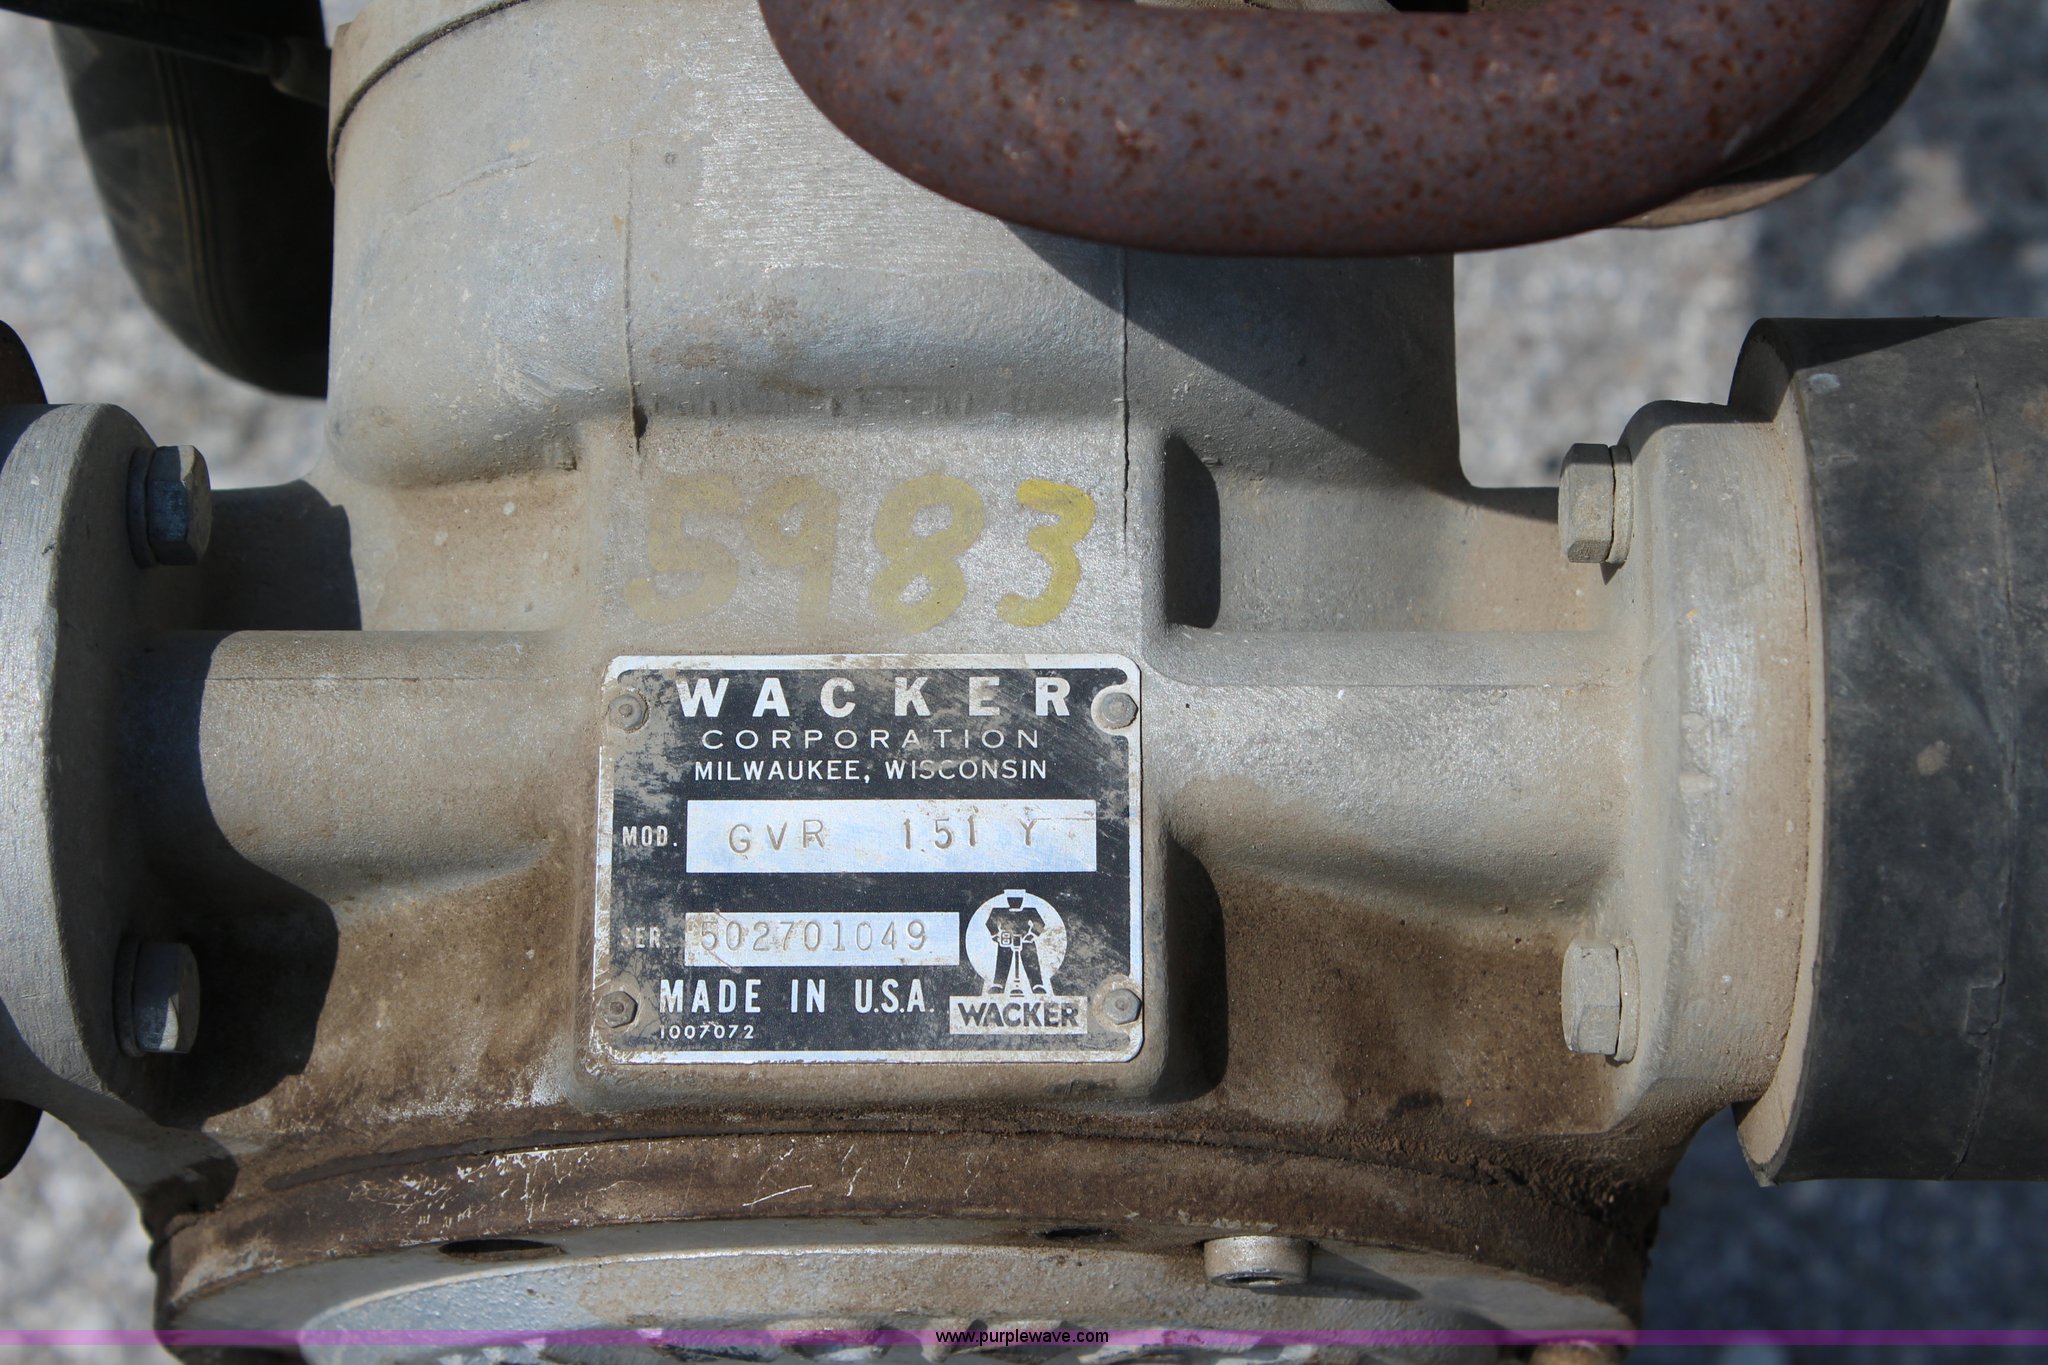 5983
WACKER
CORPORATION
MILWAUKEE, WISCONSIN
MOD. GVR 151 Y
SER. 502701049
MADE IN U.S.A.
1007072
WACKER
www.purplewave.com